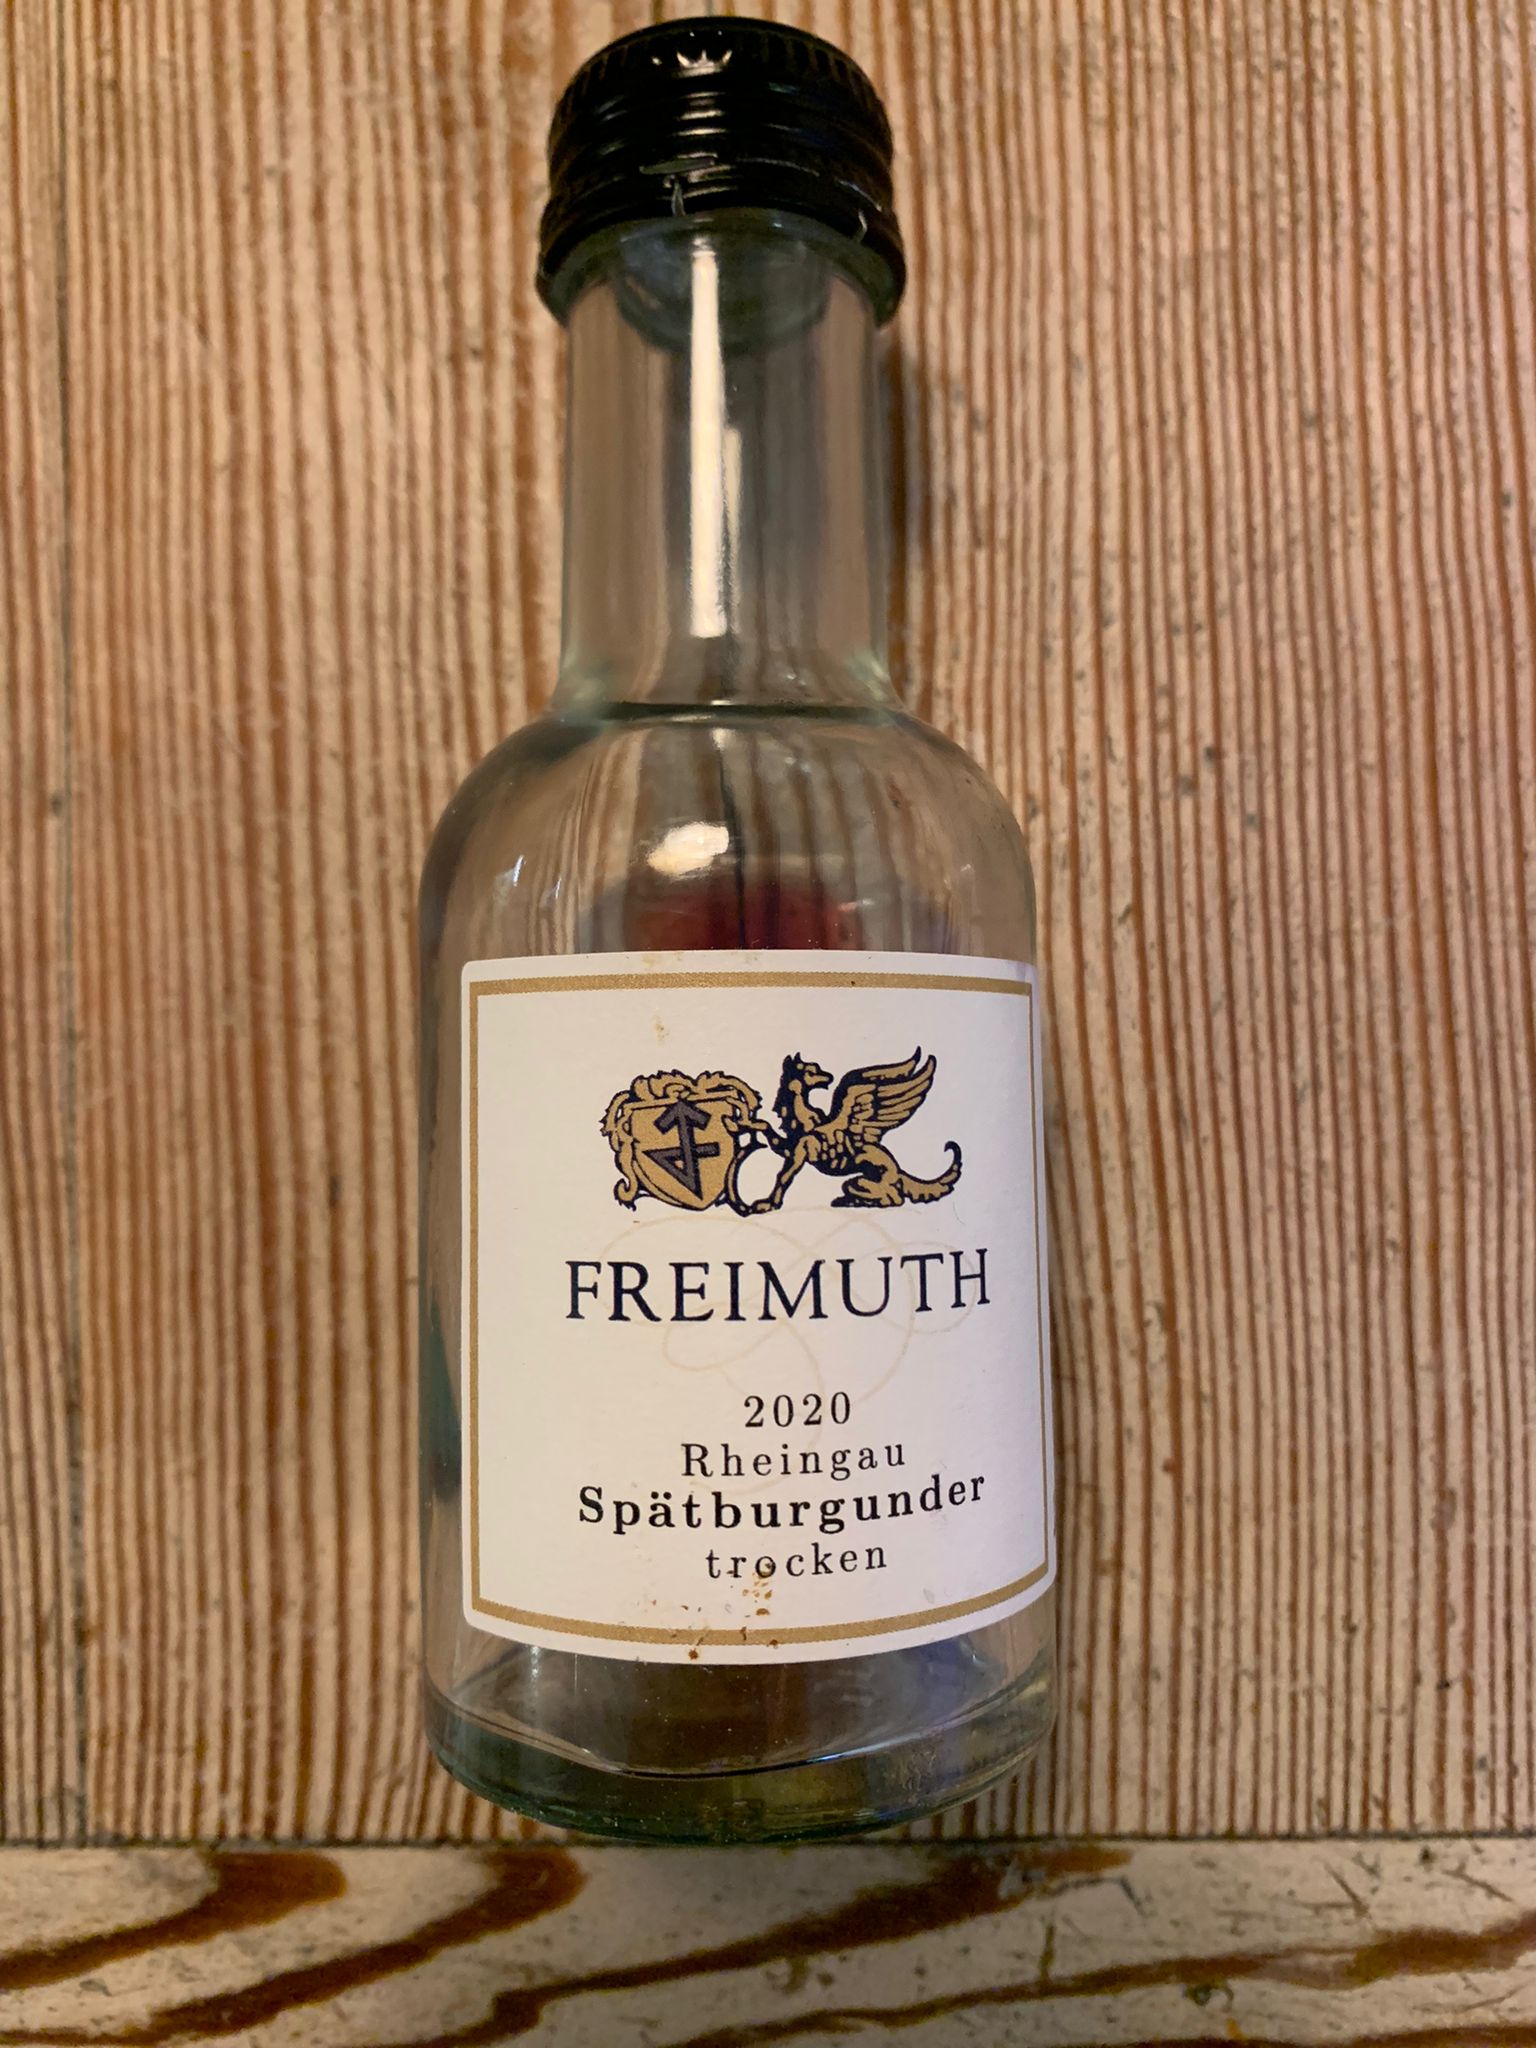 FREIMUTH
2020
Rheingau
Spätburgunder
trocken